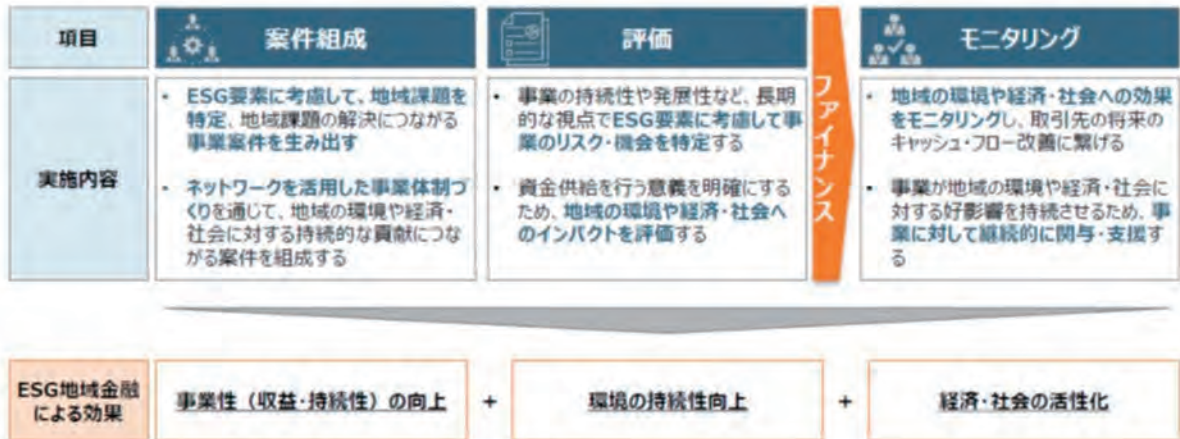 項目
案件組成
評価
ファイナンス
モニタリング
実施内容
・ ESG要素に考慮して、地域課題を
特定、地域課題の解決につながる
事業案件を生み出す
・ ネットワークを活用した事業体制づ
くりを通じて、地域の環境や経済・
社会に対する持続的な貢献につな
がる案件を組成する
・ 事業の持続性や発展性など、長期
的な視点でESG要素に考慮して事
業のリスク・機会を特定する
・ 資金供給を行う意義を明確にする
ため、地域の環境や経済・社会へ
のインパクトを評価する
・ 地域の環境や経済・社会への効果
をモニタリングし、取引先の将来の
キャッシュ・フロー改善に繋げる
・ 事業が地域の環境や経済・社会に
対する好影響を持続させるため、事
業に対して継続的に関与・支援す
る
ESG地域金融
による効果
事業性（収益・持続性）の向上
+
環境の持続性向上
+
経済・社会の活性化